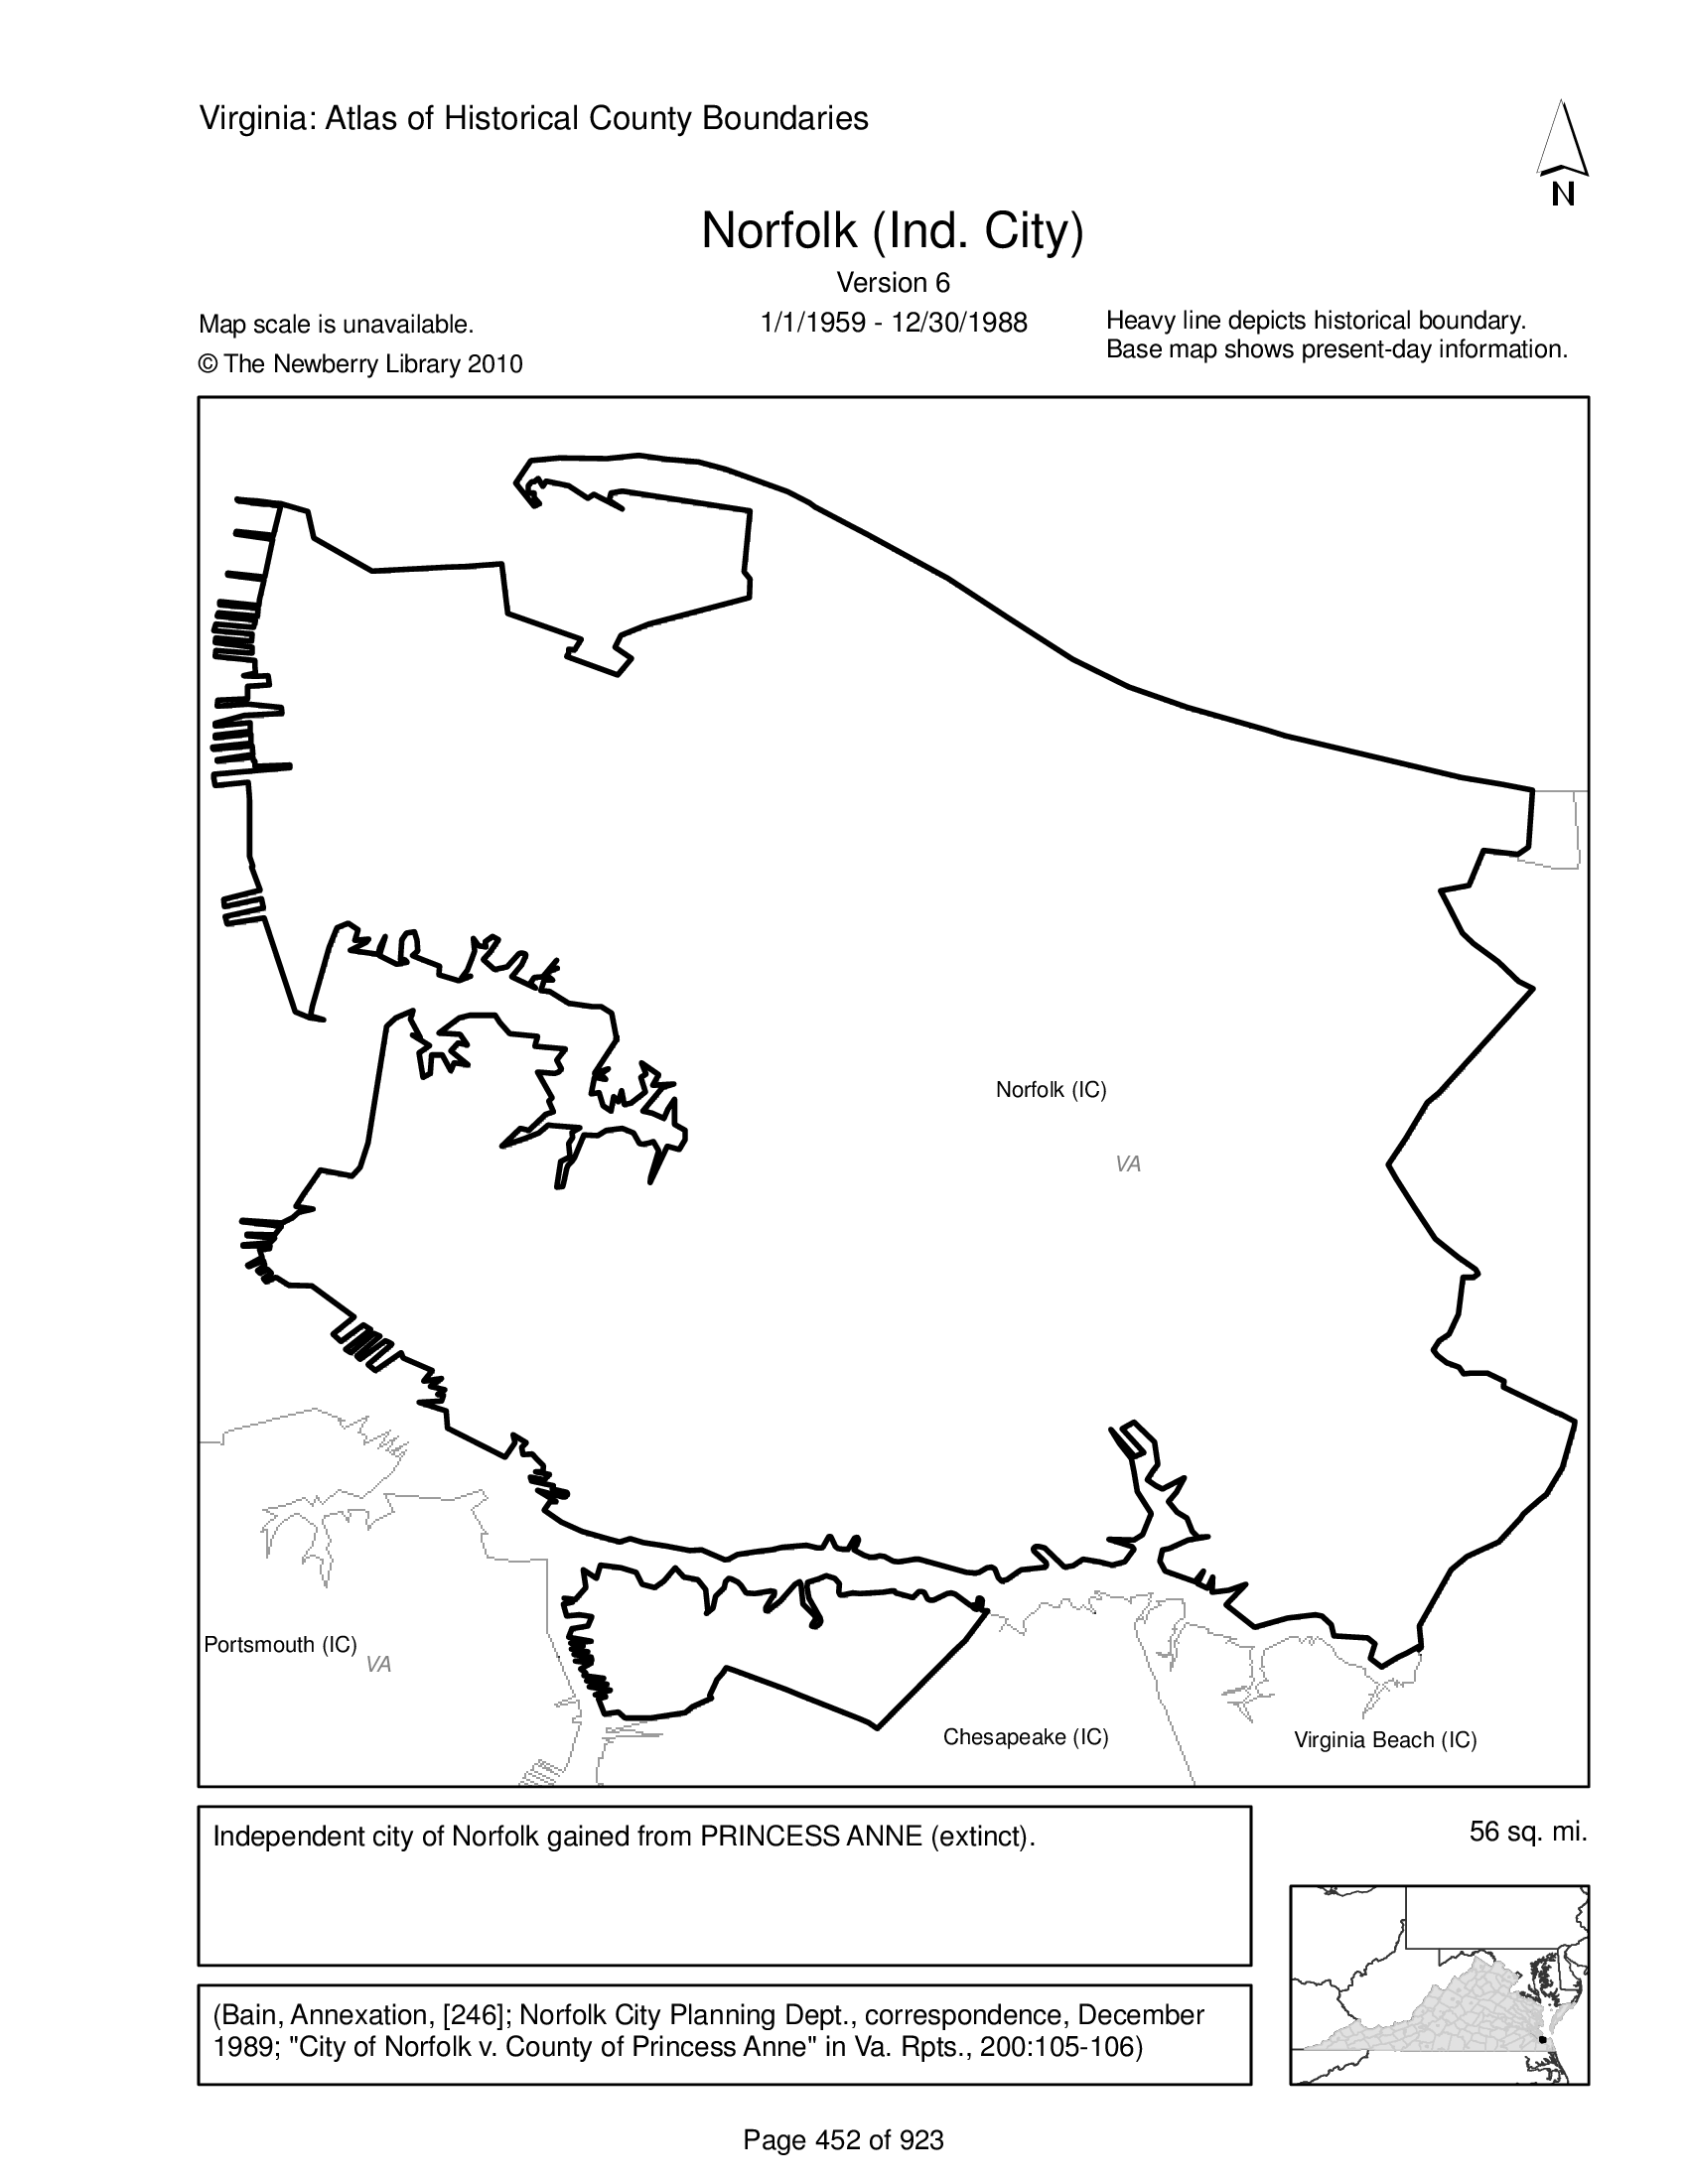 Virginia: Atlas of Historical County Boundaries
N
Norfolk (Ind. City)
Version 6
1/1/1959 - 12/30/1988
Map scale is unavailable.
© The Newberry Library 2010
Heavy line depicts historical boundary.
Base map shows present-day information.
Norfolk (IC)
VA
Portsmouth (IC)
VA
Chesapeake (IC)
Virginia Beach (IC)
Independent city of Norfolk gained from PRINCESS ANNE (extinct).
56 sq. mi.
(Bain, Annexation, [246]; Norfolk City Planning Dept., correspondence, December
1989; "City of Norfolk v. County of Princess Anne" in Va. Rpts., 200:105-106)
Page 452 of 923